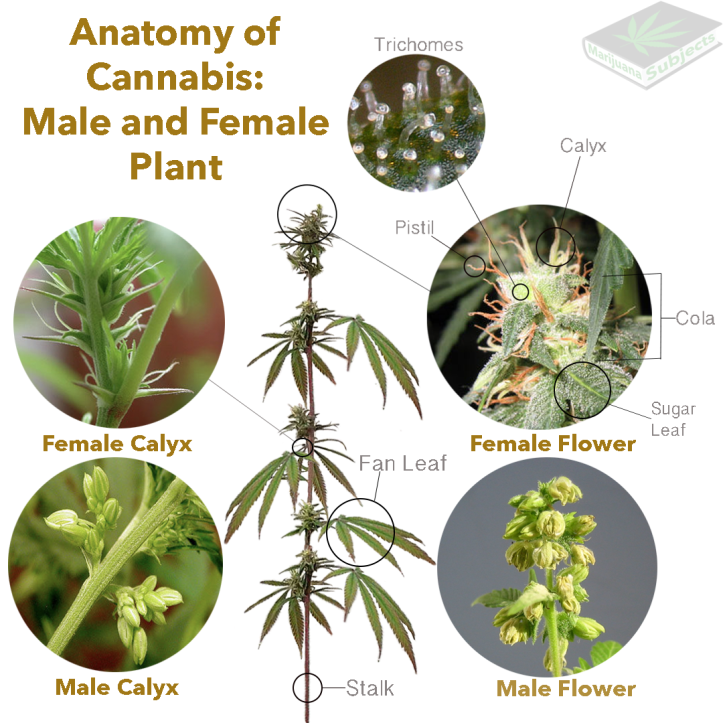 Anatomy of
Cannabis:
Male and Female
Plant
Marijuana
Subjects
Trichomes
Calyx
Pistil
Cola
Sugar
Leaf
Female Calyx
Female Flower
Fan Leaf
Male Calyx
Stalk
Male Flower